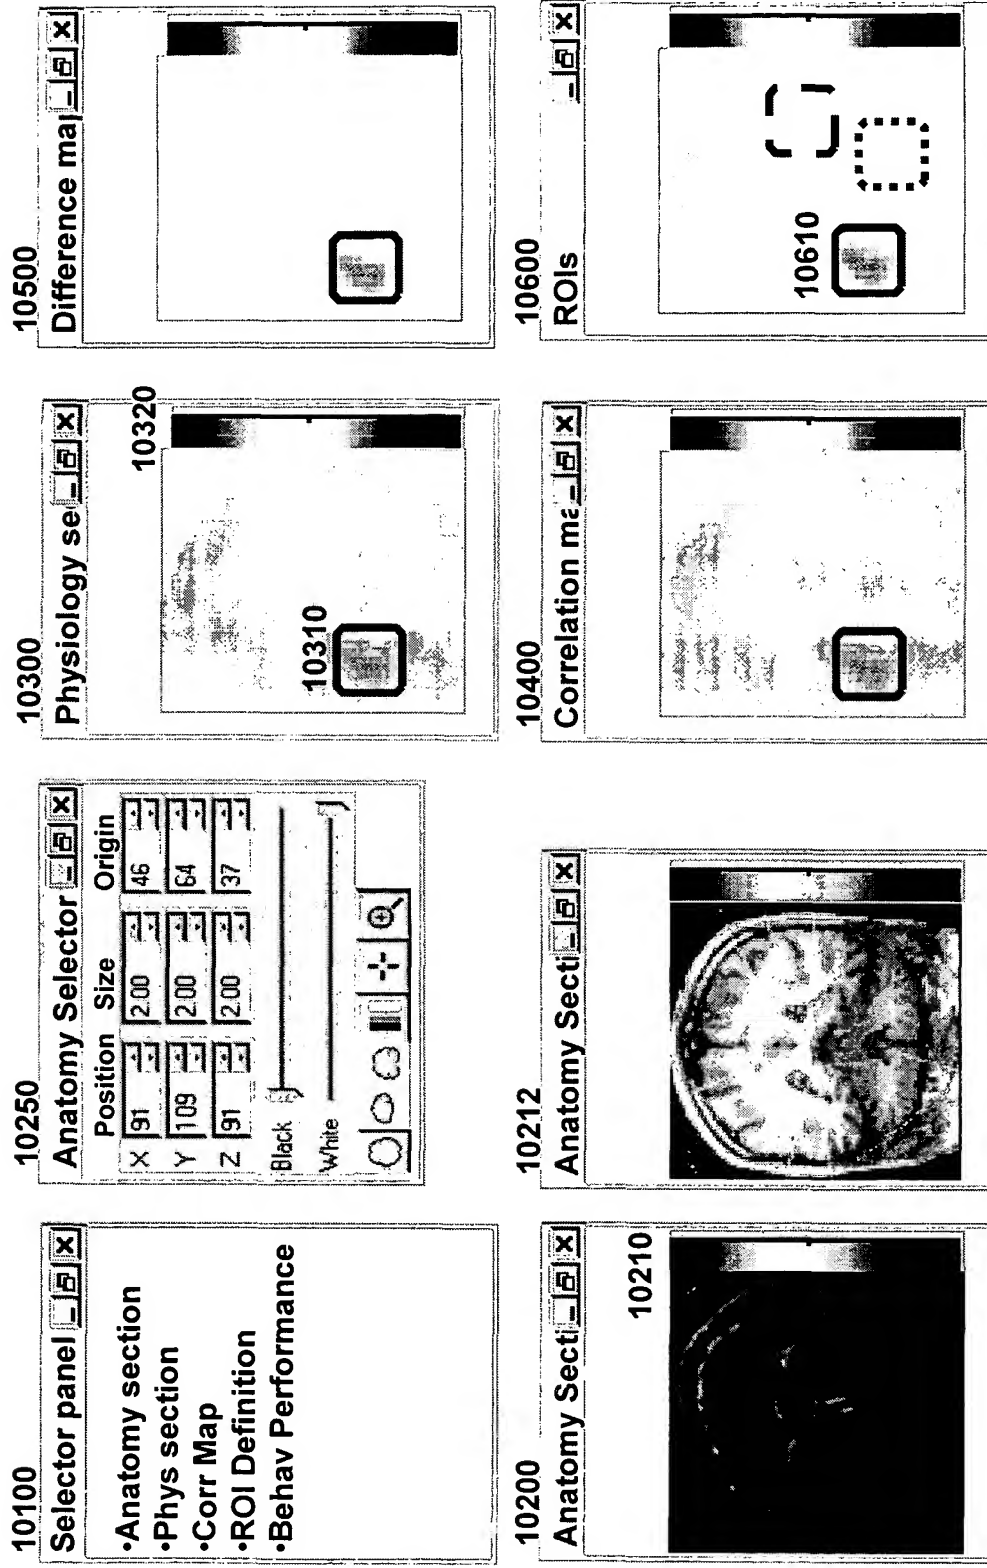 10100
Selector panel
•Anatomy section
•Phys section
•Corr Map
•ROI Definition
•Behav Performance
10250
Anatomy Selector
Position Size Origin
X 91 2.00 46
Y 109 2.00 64
Z 91 2.00 37
Black
White
10300
Physiology se
10320
10310
10500
Difference ma
10200
Anatomy Secti
10210
10212
Anatomy Secti
10400
Correlation ma
10600
ROIs
10610